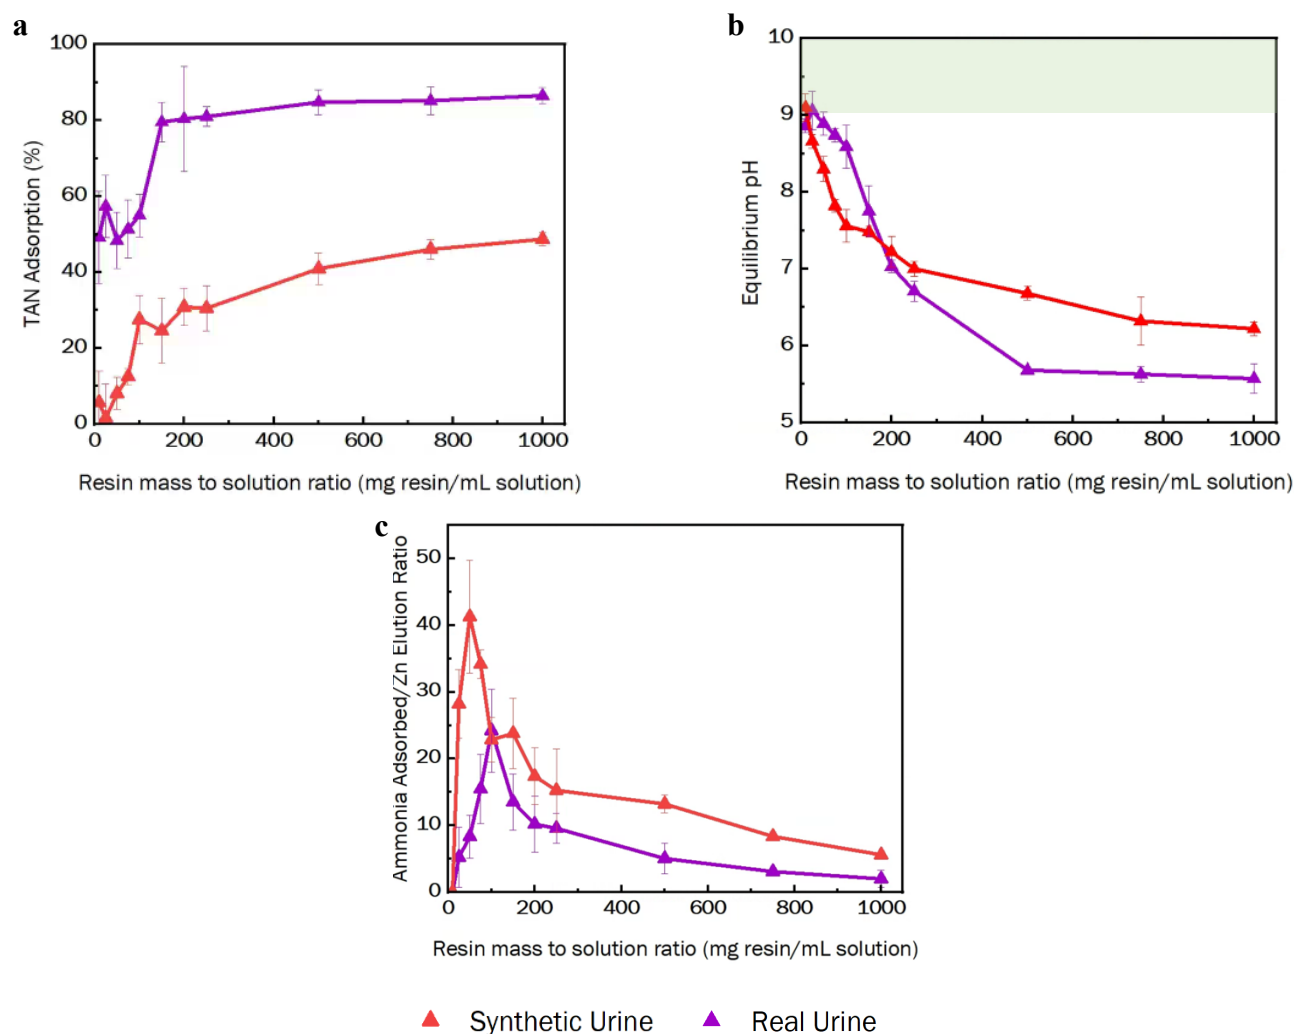 a
100
80
60
40
20
0
TAN Adsorption (%)
0 200 400 600 800 1000
Resin mass to solution ratio (mg resin/mL solution)
b
10
9
8
7
6
5
Equilibrium pH
0 200 400 600 800 1000
Resin mass to solution ratio (mg resin/mL solution)
c
50
40
30
20
10
0
Ammonia Adsorbed/Zn Elution Ratio
0 200 400 600 800 1000
Resin mass to solution ratio (mg resin/mL solution)
Synthetic Urine Real Urine